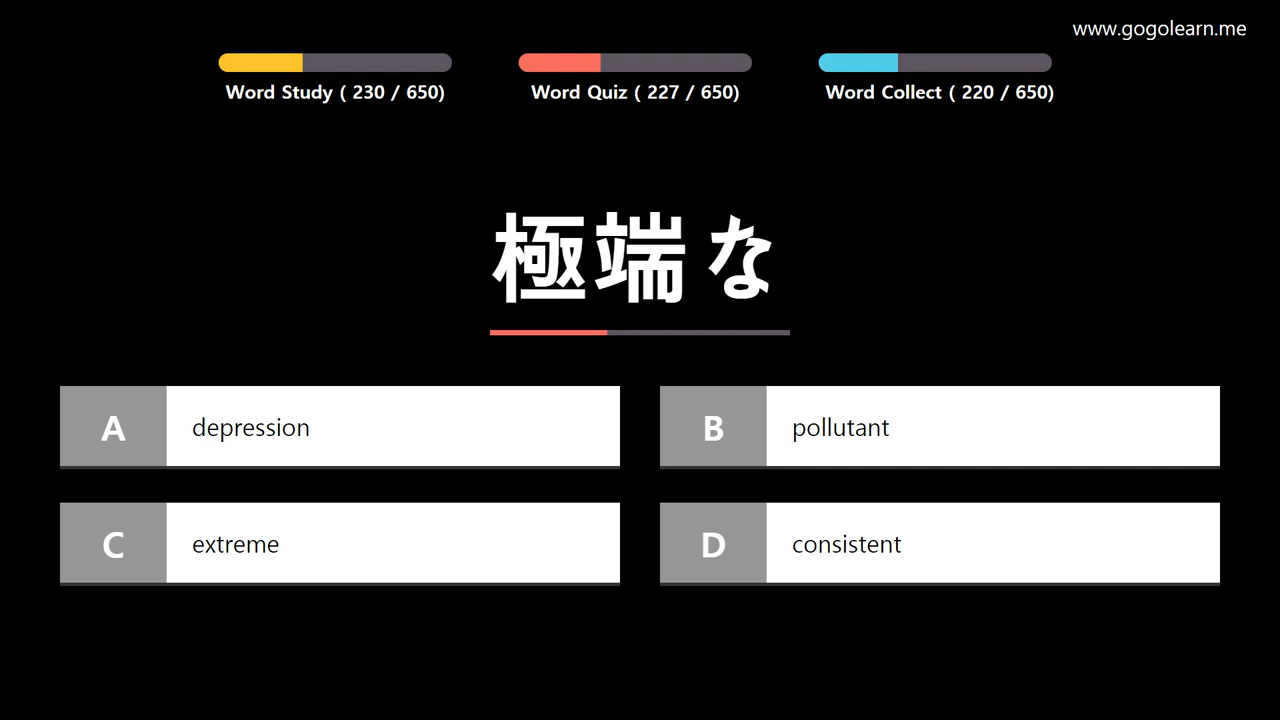 www.gogolearn.me
Word Study ( 230 / 650)
Word Quiz ( 227 / 650)
Word Collect ( 220 / 650)
極端な
A depression
B pollutant
C extreme
D consistent